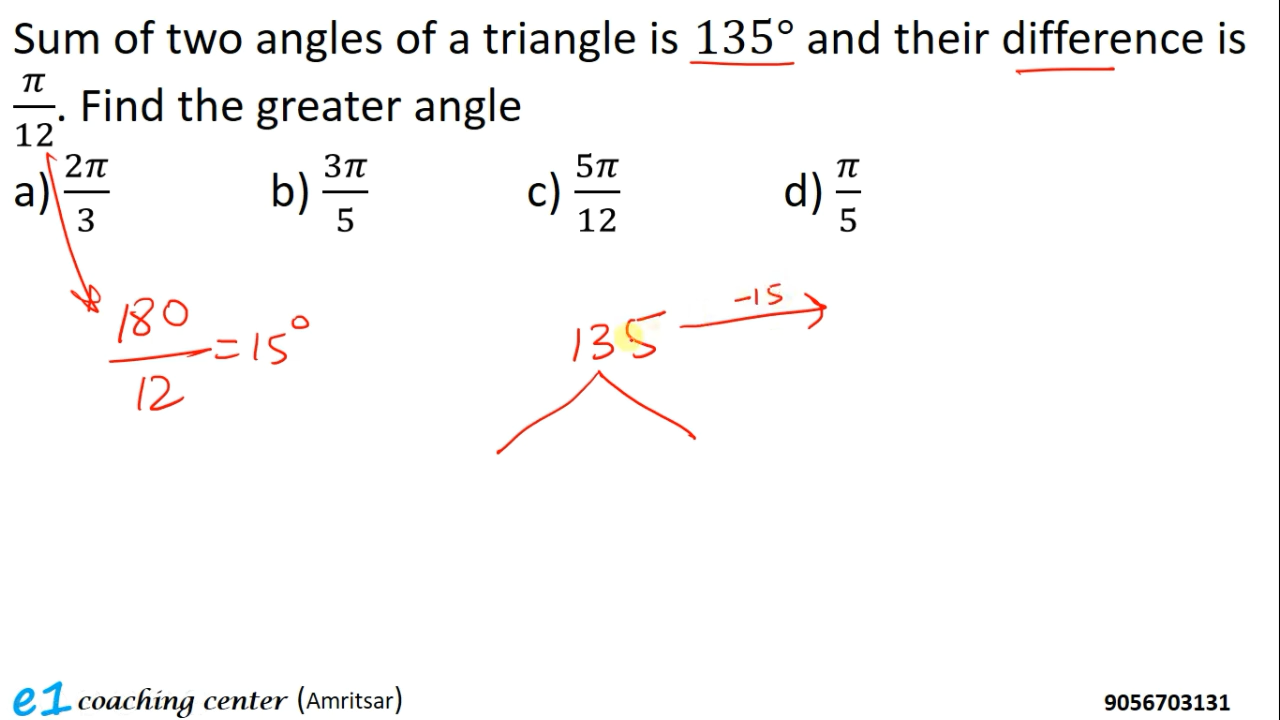 Sum of two angles of a triangle is 135° and their difference is
π/12. Find the greater angle
a) 2π/3 b) 3π/5 c) 5π/12 d) π/5
180/12 = 15°
135 -15
e1 coaching center (Amritsar)
9056703131